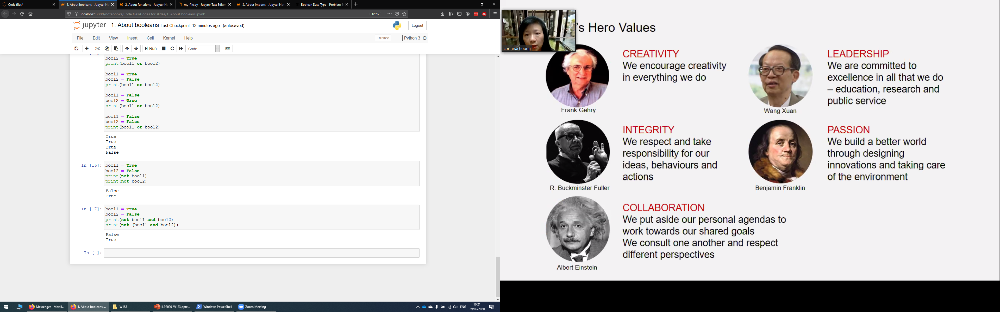 Code files/
1. About booleans - Jupyter No
2. About functions - Jupyter No
my_file.py - Jupyter Text Editor
3. About imports - Jupyter Not
Boolean Data Type - Problem S
localhost:8888/notebooks/Code files/Codes for slides/1. About booleans.ipynb
120%
ABP
jupyter 1. About booleans Last Checkpoint: 13 minutes ago (autosaved)
Logout
File Edit View Insert Cell Kernel Help
Trusted
Python 3
Run
Code
bool2 = True
print(bool1 or bool2)
bool1 = True
bool2 = False
print(bool1 or bool2)
bool1 = False
bool2 = True
print(bool1 or bool2)
bool1 = False
bool2 = False
print(bool1 or bool2)
True
True
True
False
In [16]: bool1 = True
bool2 = False
print(not bool1)
print(not bool2)
False
True
In [17]: bool1 = True
bool2 = False
print(not bool1 and bool2)
print(not (bool1 and bool2))
False
True
In [ ]:
Messenger - Mozill...
1. About booleans ...
W1S3
ILP2020_W1S3.pptx...
Windows PowerShell
Zoom Meeting
ENG
10:21
29/05/2020
corinnachoong
's Hero Values
CREATIVITY
We encourage creativity
in everything we do
Frank Gehry
LEADERSHIP
We are committed to
excellence in all that we do
– education, research and
public service
Wang Xuan
INTEGRITY
We respect and take
responsibility for our
ideas, behaviours and
actions
R. Buckminster Fuller
PASSION
We build a better world
through designing
innovations and taking care
of the environment
Benjamin Franklin
COLLABORATION
We put aside our personal agendas to
work towards our shared goals
We consult one another and respect
different perspectives
Albert Einstein